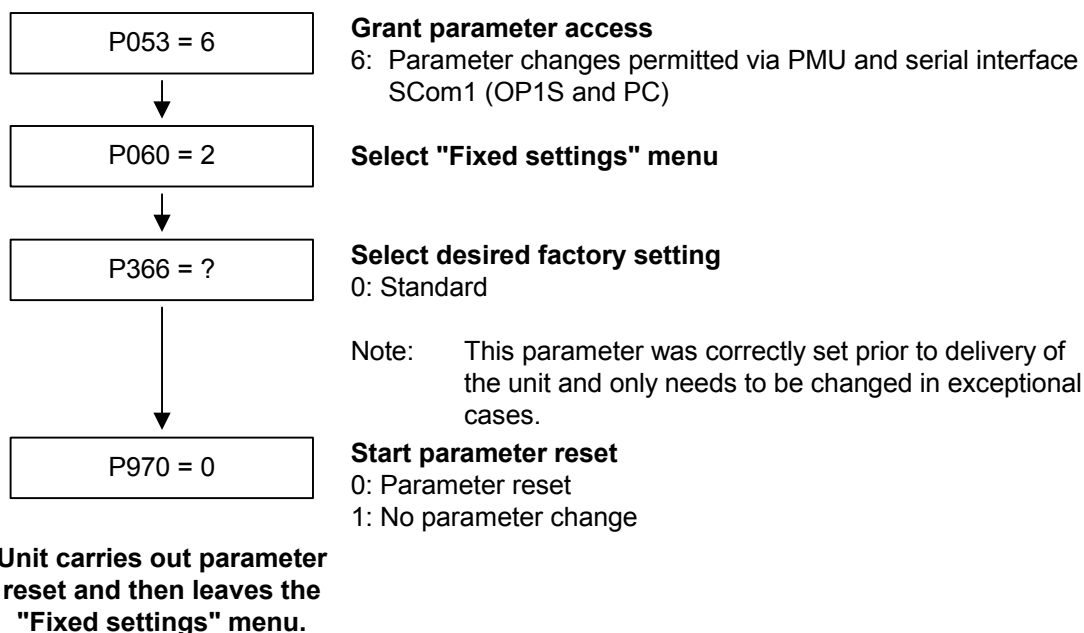 P053 = 6
Grant parameter access
6: Parameter changes permitted via PMU and serial interface
SCom1 (OP1S and PC)
P060 = 2
Select "Fixed settings" menu
P366 = ?
Select desired factory setting
0: Standard
Note: This parameter was correctly set prior to delivery of
the unit and only needs to be changed in exceptional
cases.
P970 = 0
Start parameter reset
0: Parameter reset
1: No parameter change
Unit carries out parameter
reset and then leaves the
"Fixed settings" menu.